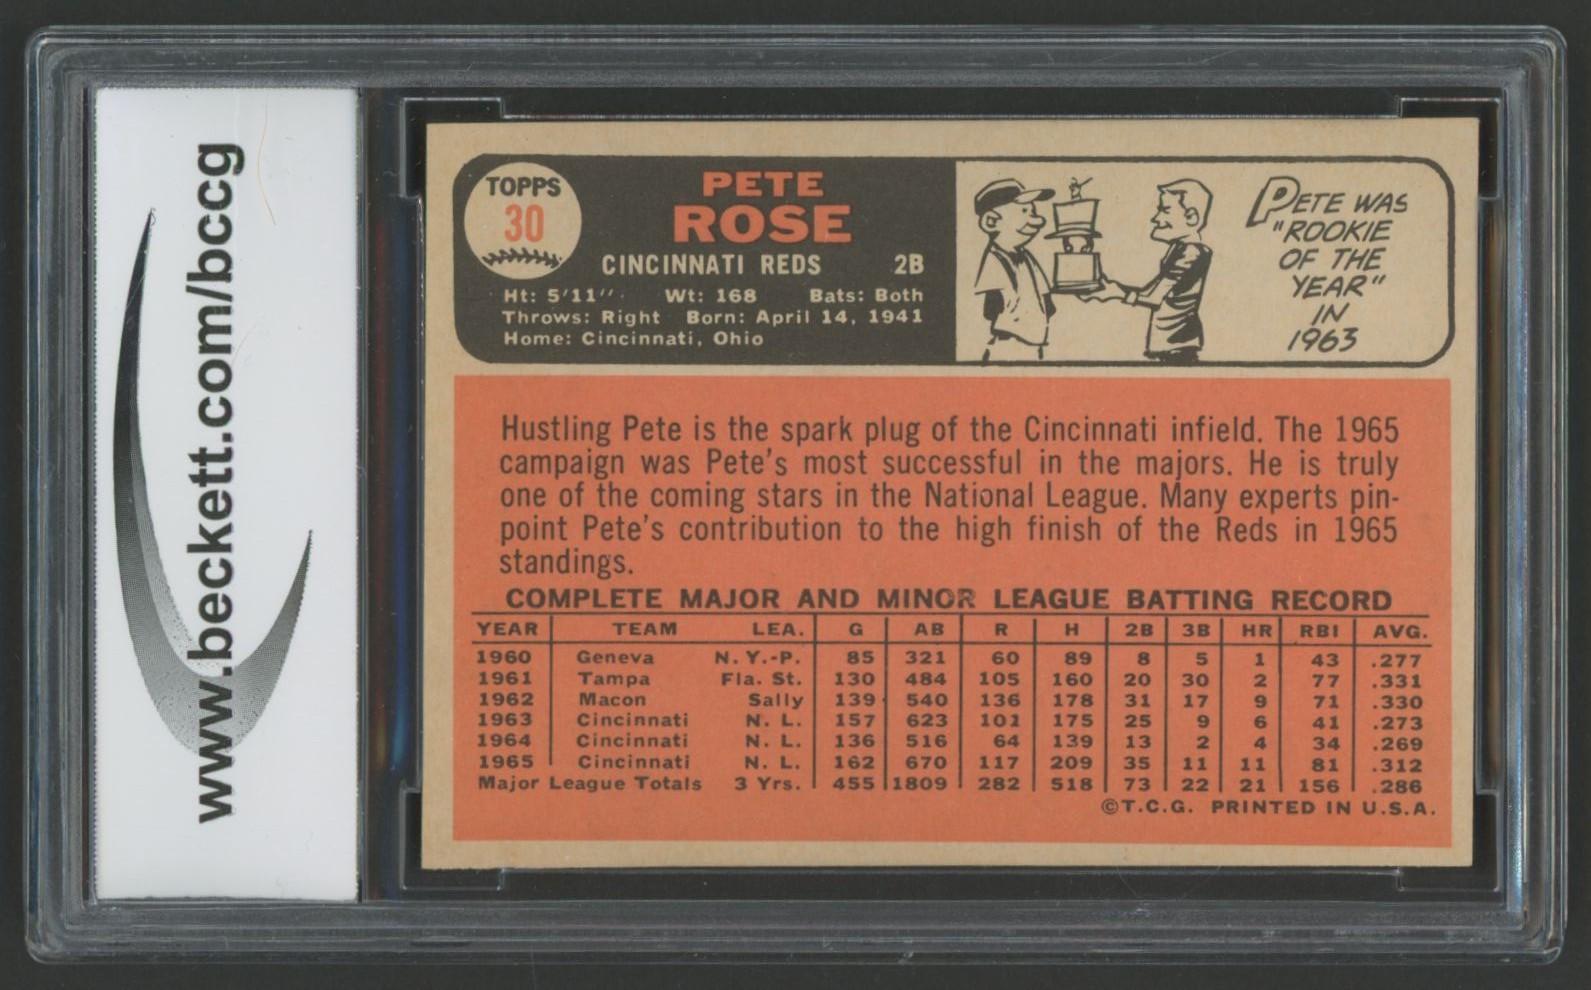 www.beckett.com/bccg
TOPPS
30
PETE
ROSE
CINCINNATI REDS 2B
Ht: 5'11" Wt: 168 Bats: Both
Throws: Right Born: April 14, 1941
Home: Cincinnati, Ohio
PETE WAS
"ROOKIE
OF THE
YEAR"
IN
1963
Hustling Pete is the spark plug of the Cincinnati infield. The 1965
campaign was Pete's most successful in the majors. He is truly
one of the coming stars in the National League. Many experts pin-
point Pete's contribution to the high finish of the Reds in 1965
standings.
COMPLETE MAJOR AND MINOR LEAGUE BATTING RECORD
YEAR TEAM LEA. G AB R H 2B 3B HR RBI AVG.
1960 Geneva N. Y.-P. 85 321 60 89 8 5 1 43 .277
1961 Tampa Fla. St. 130 484 105 160 20 30 2 77 .331
1962 Macon Sally 139 540 136 178 31 17 9 71 .330
1963 Cincinnati N. L. 157 623 101 175 25 9 6 41 .273
1964 Cincinnati N. L. 136 516 64 139 13 2 4 34 .269
1965 Cincinnati N. L. 162 670 117 209 35 11 11 81 .312
Major League Totals 3 Yrs. 455 1809 282 518 73 22 21 156 .286
©T.C.G. PRINTED IN U.S.A.